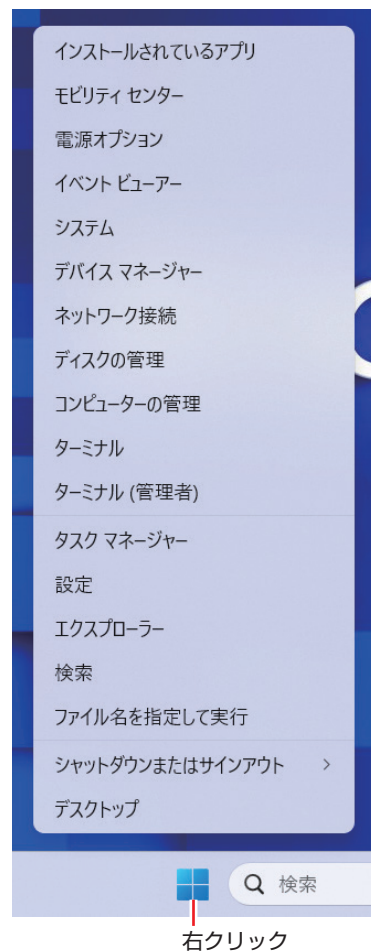 インストールされているアプリ
モビリティ センター
電源オプション
イベント ビューアー
システム
デバイス マネージャー
ネットワーク接続
ディスクの管理
コンピューターの管理
ターミナル
ターミナル (管理者)
タスク マネージャー
設定
エクスプローラー
検索
ファイル名を指定して実行
シャットダウンまたはサインアウト >
デスクトップ
検索
右クリック